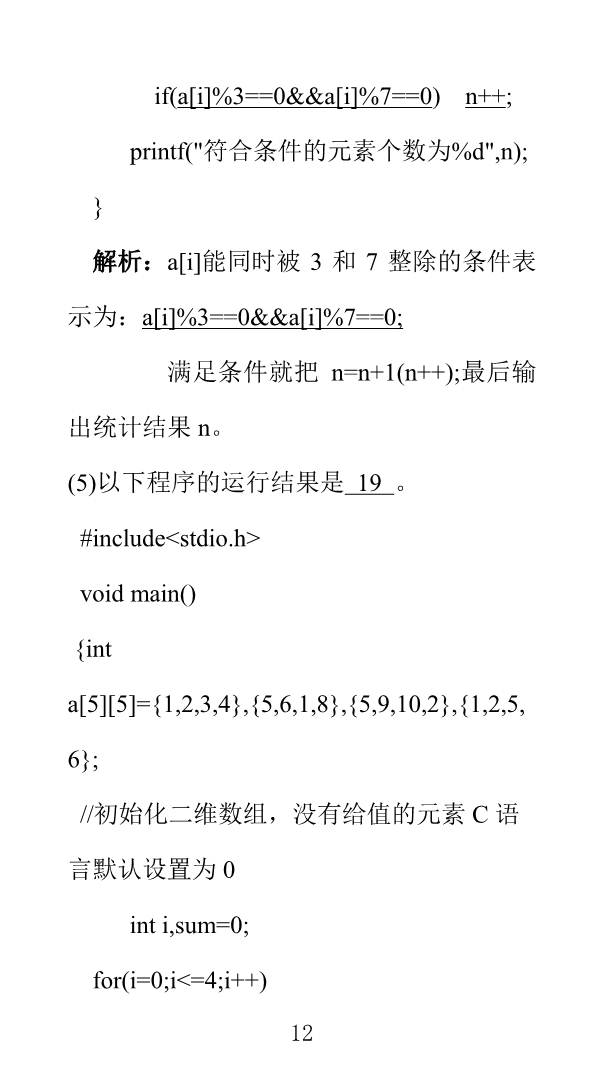 if(a[i]%3==0&&a[i]%7==0) n++;
printf("符合条件的元素个数为%d",n);
}
解析：a[i]能同时被 3 和 7 整除的条件表
示为：a[i]%3==0&&a[i]%7==0;
满足条件就把 n=n+1(n++);最后输
出统计结果 n。
(5)以下程序的运行结果是_19_。
#include<stdio.h>
void main()
{int
a[5][5]={1,2,3,4},{5,6,1,8},{5,9,10,2},{1,2,5,
6};
//初始化二维数组，没有给值的元素 C 语
言默认设置为 0
int i,sum=0;
for(i=0;i<=4;i++)
12